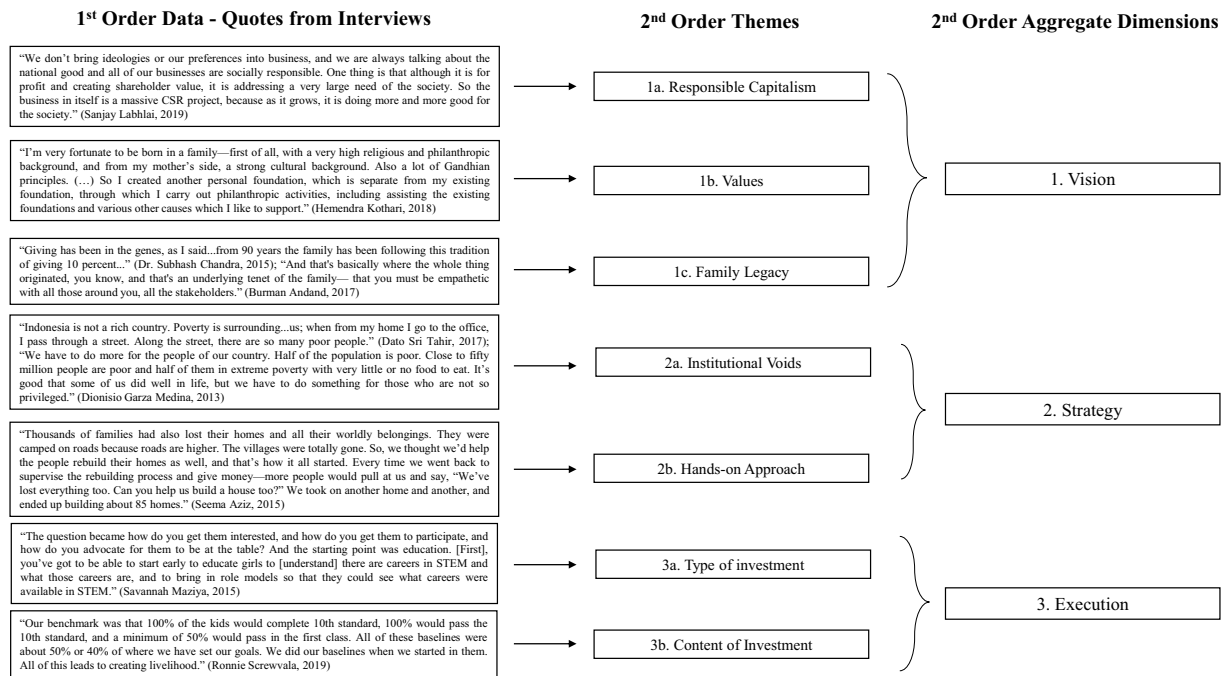 1st Order Data - Quotes from Interviews
2nd Order Themes
2nd Order Aggregate Dimensions
“We don’t bring ideologies or our preferences into business, and we are always talking about the
national good and all of our businesses are socially responsible. One thing is that although it is for
profit and creating shareholder value, it is addressing a very large need of the society. So the
business in itself is a massive CSR project, because as it grows, it is doing more and more good for
the society.” (Sanjay Labhlai, 2019)
1a. Responsible Capitalism
“I’m very fortunate to be born in a family—first of all, with a very high religious and philanthropic
background, and from my mother’s side, a strong cultural background. Also a lot of Gandhian
principles. (…) So I created another personal foundation, which is separate from my existing
foundation, through which I carry out philanthropic activities, including assisting the existing
foundations and various other causes which I like to support.” (Hemendra Kothari, 2018)
1b. Values
1. Vision
“Giving has been in the genes, as I said...from 90 years the family has been following this tradition
of giving 10 percent...” (Dr. Subhash Chandra, 2015); “And that's basically where the whole thing
originated, you know, and that's an underlying tenet of the family— that you must be empathetic
with all those around you, all the stakeholders.” (Burman Andand, 2017)
1c. Family Legacy
“Indonesia is not a rich country. Poverty is surrounding...us; when from my home I go to the office,
I pass through a street. Along the street, there are so many poor people.” (Dato Sri Tahir, 2017);
“We have to do more for the people of our country. Half of the population is poor. Close to fifty
million people are poor and half of them in extreme poverty with very little or no food to eat. It’s
good that some of us did well in life, but we have to do something for those who are not so
privileged.” (Dionisio Garza Medina, 2013)
2a. Institutional Voids
2. Strategy
“Thousands of families had also lost their homes and all their worldly belongings. They were
camped on roads because roads are higher. The villages were totally gone. So, we thought we’d help
the people rebuild their homes as well, and that’s how it all started. Every time we went back to
supervise the rebuilding process and give money—more people would pull at us and say, “We’ve
lost everything too. Can you help us build a house too?” We took on another home and another, and
ended up building about 85 homes.” (Seema Aziz, 2015)
2b. Hands-on Approach
“The question became how do you get them interested, and how do you get them to participate, and
how do you advocate for them to be at the table? And the starting point was education. [First],
you’ve got to be able to start early to educate girls to [understand] there are careers in STEM and
what those careers are, and to bring in role models so that they could see what careers were
available in STEM.” (Savannah Maziya, 2015)
3a. Type of investment
3. Execution
“Our benchmark was that 100% of the kids would complete 10th standard, 100% would pass the
10th standard, and a minimum of 50% would pass in the first class. All of these baselines were
about 50% or 40% of where we have set our goals. We did our baselines when we started in them.
All of this leads to creating livelihood.” (Ronnie Screwvala, 2019)
3b. Content of Investment